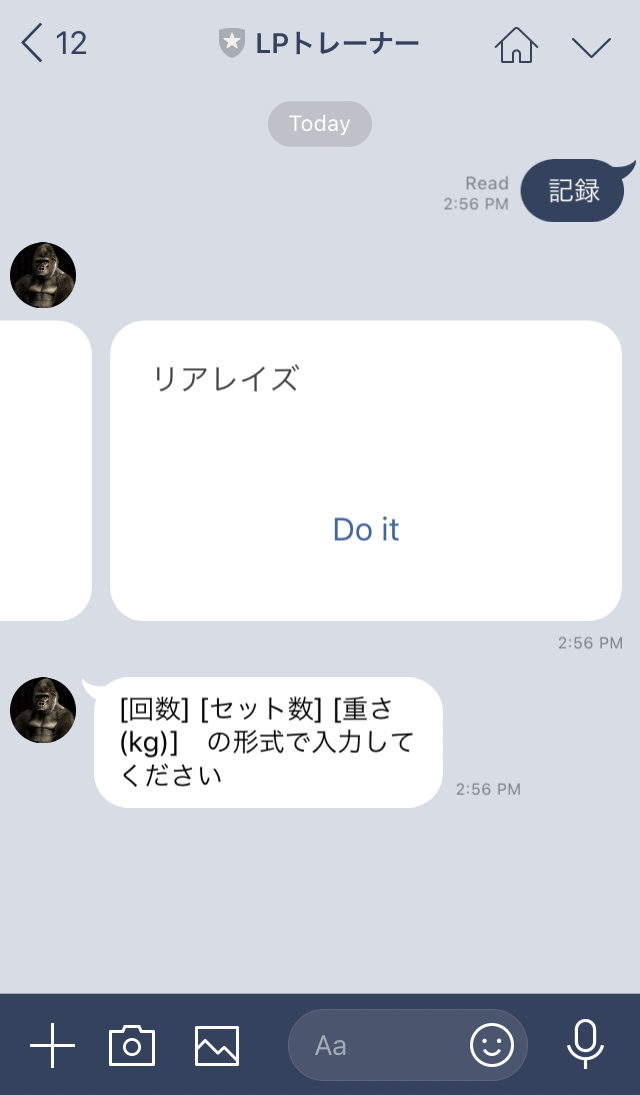 12
LPトレーナー
Today
Read
2:56 PM
記録
リアレイズ
Do it
2:56 PM
[回数] [セット数] [重さ
(kg)]　の形式で入力して
ください
2:56 PM
Aa